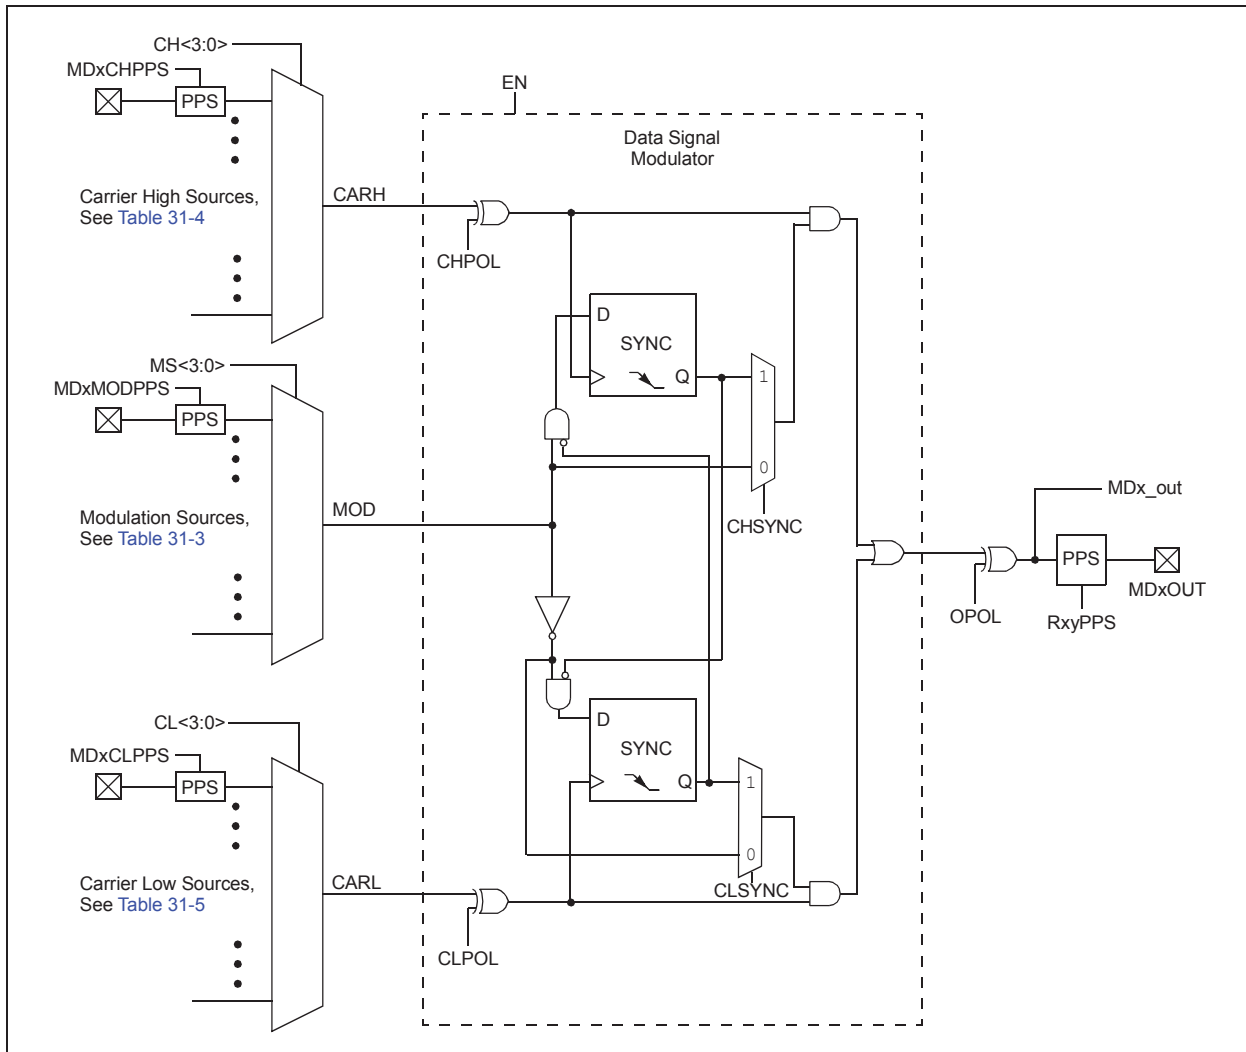 CH<3:0>
MDxCHPPS
PPS
Carrier High Sources,
See Table 31-4
CARH
MS<3:0>
MDxMODPPS
PPS
Modulation Sources,
See Table 31-3
MOD
CL<3:0>
MDxCLPPS
PPS
Carrier Low Sources,
See Table 31-5
CARL
EN
Data Signal
Modulator
CHPOL
D
SYNC
Q
1
0
CHSYNC
D
SYNC
Q
1
0
CLSYNC
CLPOL
OPOL
MDx_out
PPS
RxyPPS
MDxOUT